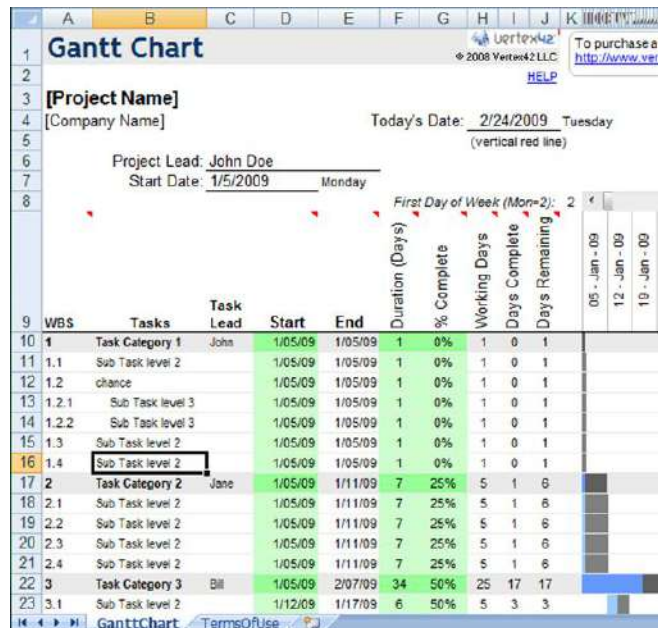 A B C D E F G H I J K
1 Gantt Chart vertex42
© 2008 Vertex42 LLC
To purchase a
http://www.ver
2 HELP
3 [Project Name]
4 [Company Name] Today's Date: 2/24/2009 Tuesday
5 (vertical red line)
6 Project Lead: John Doe
7 Start Date: 1/5/2009 Monday
8 First Day of Week (Mon=2): 2
9 WBS Tasks Task Lead Start End Duration (Days) % Complete Working Days Days Complete Days Remaining 05 - Jan - 09 12 - Jan - 09 19 - Jan - 09
10 1 Task Category 1 John 1/05/09 1/05/09 1 0% 1 0 1
11 1.1 Sub Task level 2 1/05/09 1/05/09 1 0% 1 0 1
12 1.2 chance 1/05/09 1/05/09 1 0% 1 0 1
13 1.2.1 Sub Task level 3 1/05/09 1/05/09 1 0% 1 0 1
14 1.2.2 Sub Task level 3 1/05/09 1/05/09 1 0% 1 0 1
15 1.3 Sub Task level 2 1/05/09 1/05/09 1 0% 1 0 1
16 1.4 Sub Task level 2 1/05/09 1/05/09 1 0% 1 0 1
17 2 Task Category 2 Jane 1/05/09 1/11/09 7 25% 5 1 6
18 2.1 Sub Task level 2 1/05/09 1/11/09 7 25% 5 1 6
19 2.2 Sub Task level 2 1/05/09 1/11/09 7 25% 5 1 6
20 2.3 Sub Task level 2 1/05/09 1/11/09 7 25% 5 1 6
21 2.4 Sub Task level 2 1/05/09 1/11/09 7 25% 5 1 6
22 3 Task Category 3 Bill 1/05/09 2/07/09 34 50% 25 17 17
23 3.1 Sub Task level 2 1/12/09 1/17/09 6 50% 5 3 3
GanttChart TermsOfUse